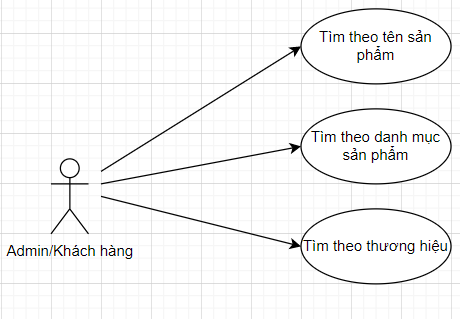 Tìm theo tên sản
phẩm
Tìm theo danh mục
sản phẩm
Admin/Khách hàng
Tìm theo thương hiệu